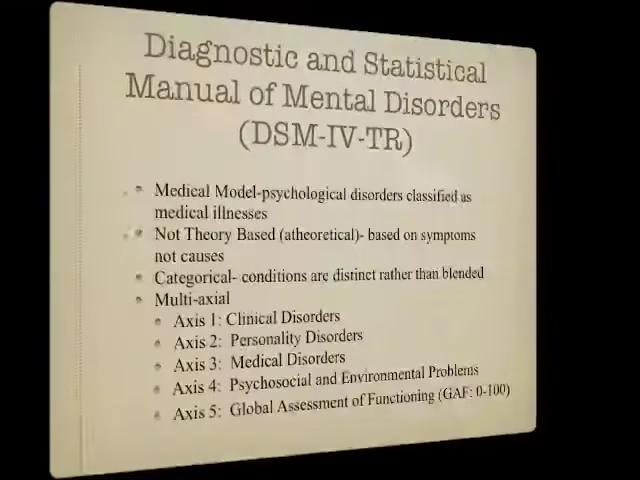 Diagnostic and Statistical
Manual of Mental Disorders
(DSM-IV-TR)
Medical Model-psychological disorders classified as
medical illnesses
Not Theory Based (atheoretical)- based on symptoms
not causes
Categorical- conditions are distinct rather than blended
Multi-axial
Axis 1: Clinical Disorders
Axis 2: Personality Disorders
Axis 3: Medical Disorders
Axis 4: Psychosocial and Environmental Problems
Axis 5: Global Assessment of Functioning (GAF: 0-100)